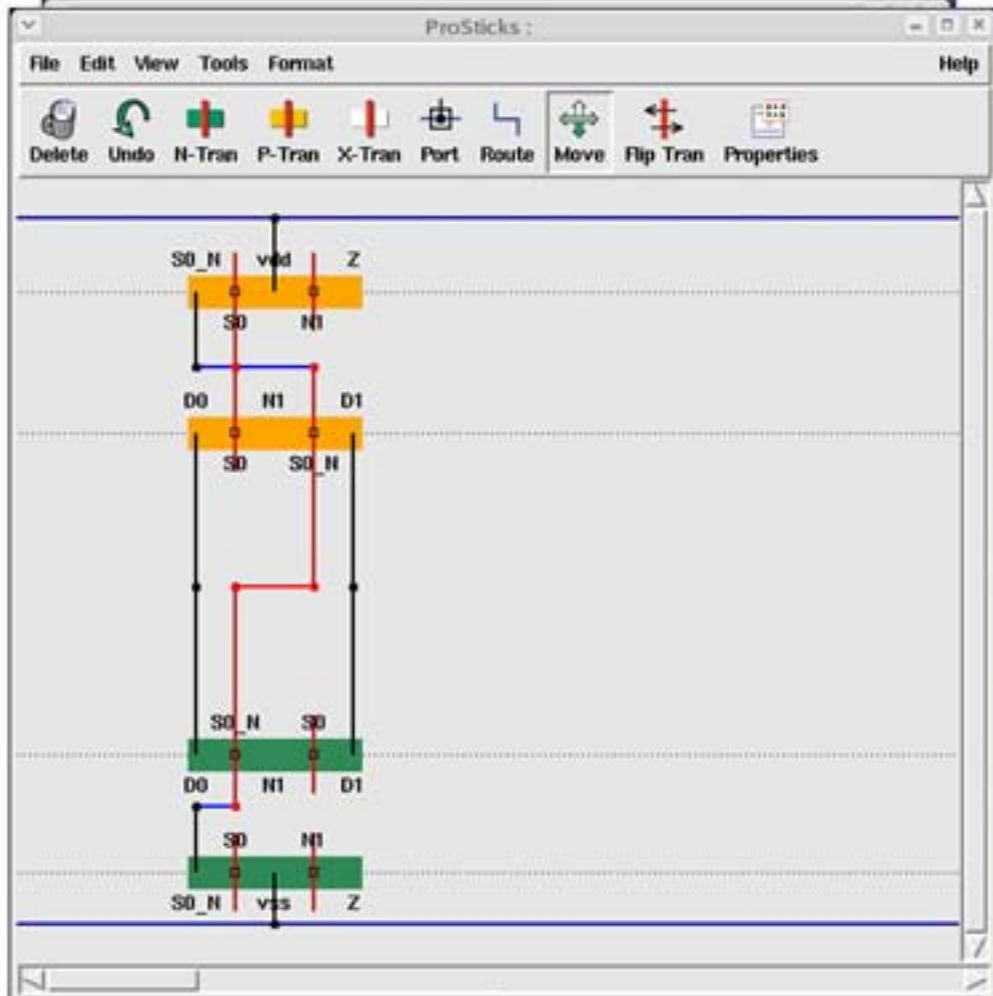 ProSticks :
File Edit View Tools Format Help
Delete Undo N-Tran P-Tran X-Tran Port Route Move Flip Tran Properties
S0_N vdd Z
S0 N1
D0 N1 D1
S0 S0_N
S0_N S0
D0 N1 D1
S0 N1
S0_N vss Z